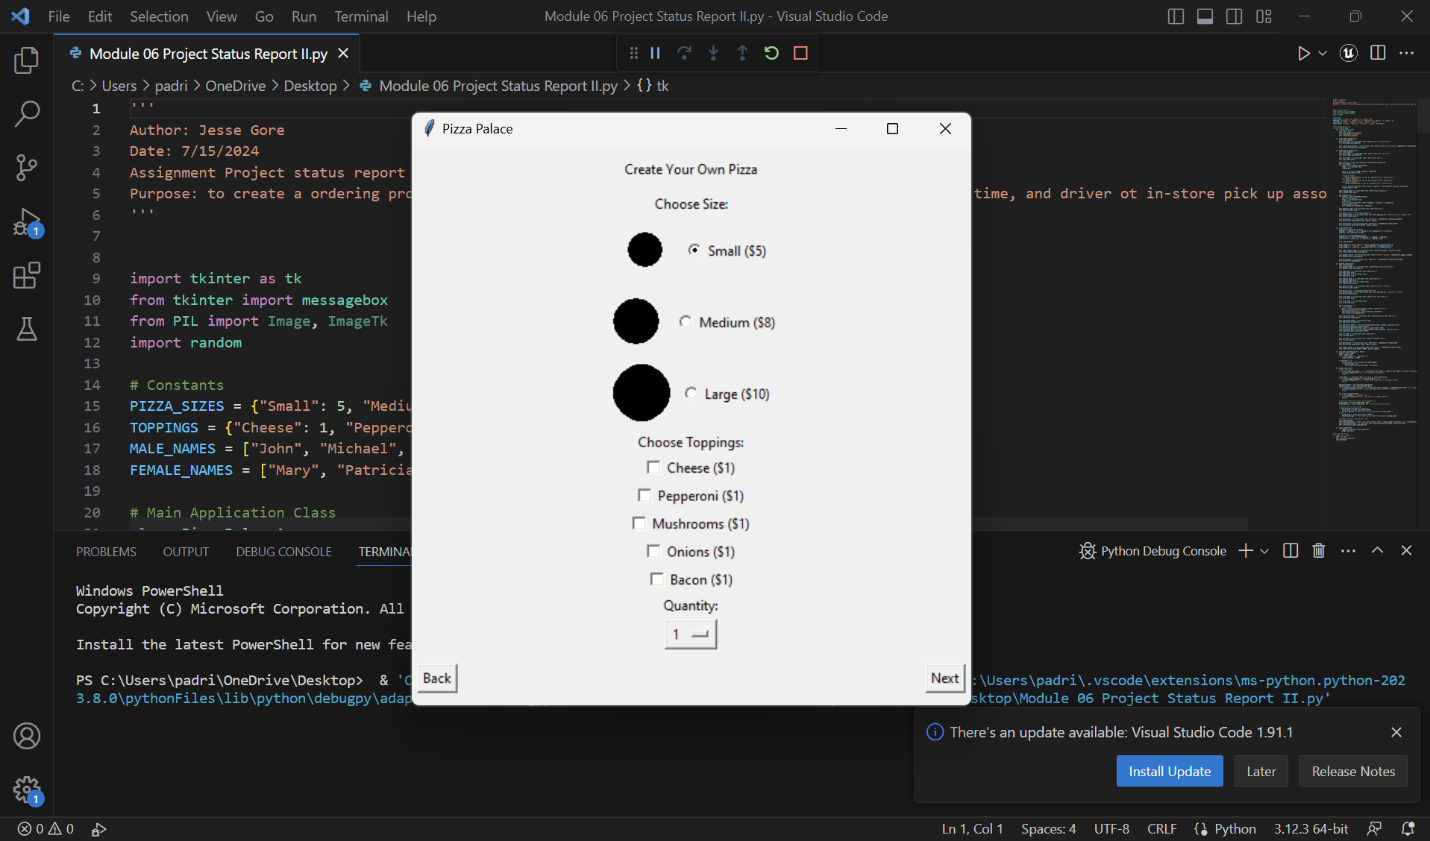 File Edit Selection View Go Run Terminal Help
Module 06 Project Status Report II.py - Visual Studio Code
Module 06 Project Status Report II.py
C: > Users > padri > OneDrive > Desktop > Module 06 Project Status Report II.py > {} tk
1 '''
2 Author: Jesse Gore
3 Date: 7/15/2024
4 Assignment Project status report
5 Purpose: to create a ordering pro time, and driver ot in-store pick up asso
6 '''
7
8
9 import tkinter as tk
10 from tkinter import messagebox
11 from PIL import Image, ImageTk
12 import random
13
14 # Constants
15 PIZZA_SIZES = {"Small": 5, "Mediu
16 TOPPINGS = {"Cheese": 1, "Pepperc
17 MALE_NAMES = ["John", "Michael",
18 FEMALE_NAMES = ["Mary", "Patricia
19
20 # Main Application Class
Pizza Palace
Create Your Own Pizza
Choose Size:
Small ($5)
Medium ($8)
Large ($10)
Choose Toppings:
Cheese ($1)
Pepperoni ($1)
Mushrooms ($1)
Onions ($1)
Bacon ($1)
Quantity:
1
Back Next
PROBLEMS OUTPUT DEBUG CONSOLE TERMINA
Python Debug Console
Windows PowerShell
Copyright (C) Microsoft Corporation. All
Install the latest PowerShell for new fea
PS C:\Users\padri\OneDrive\Desktop> & 'C :\Users\padri\.vscode\extensions\ms-python.python-202
3.8.0\pythonFiles\lib\python\debugpy\adap sktop\Module 06 Project Status Report II.py'
There's an update available: Visual Studio Code 1.91.1
Install Update Later Release Notes
1
1
0 0
Ln 1, Col 1 Spaces: 4 UTF-8 CRLF {} Python 3.12.3 64-bit